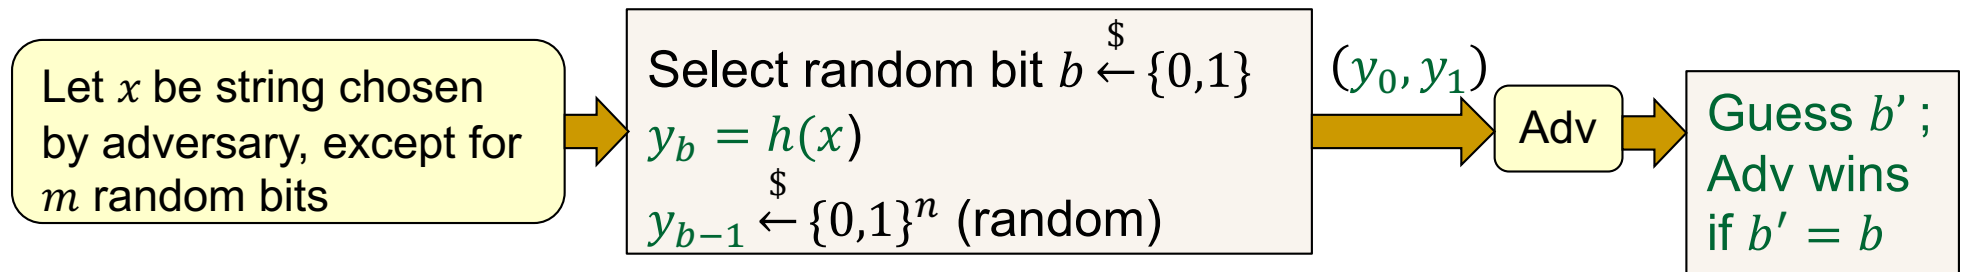 Let 𝑥 be string chosen
by adversary, except for
𝑚 random bits
Select random bit 𝑏 $← {0,1}
𝑦_𝑏 = ℎ(𝑥)
𝑦_{𝑏−1} $← {0,1}^𝑛 (random)
(𝑦_0, 𝑦_1)
Adv
Guess 𝑏’ ;
Adv wins
if 𝑏′ = 𝑏